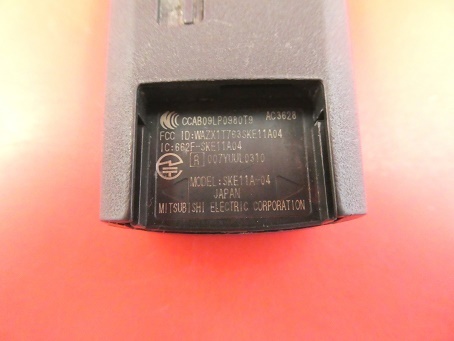 CCAB09LP0980T9 AC3628
FCC ID:WAZX1T763SKE11A04
IC:662F-SKE11A04
[R] 007YUUL0310
MODEL:SKE11A-04
JAPAN
MITSUBISHI ELECTRIC CORPORATION